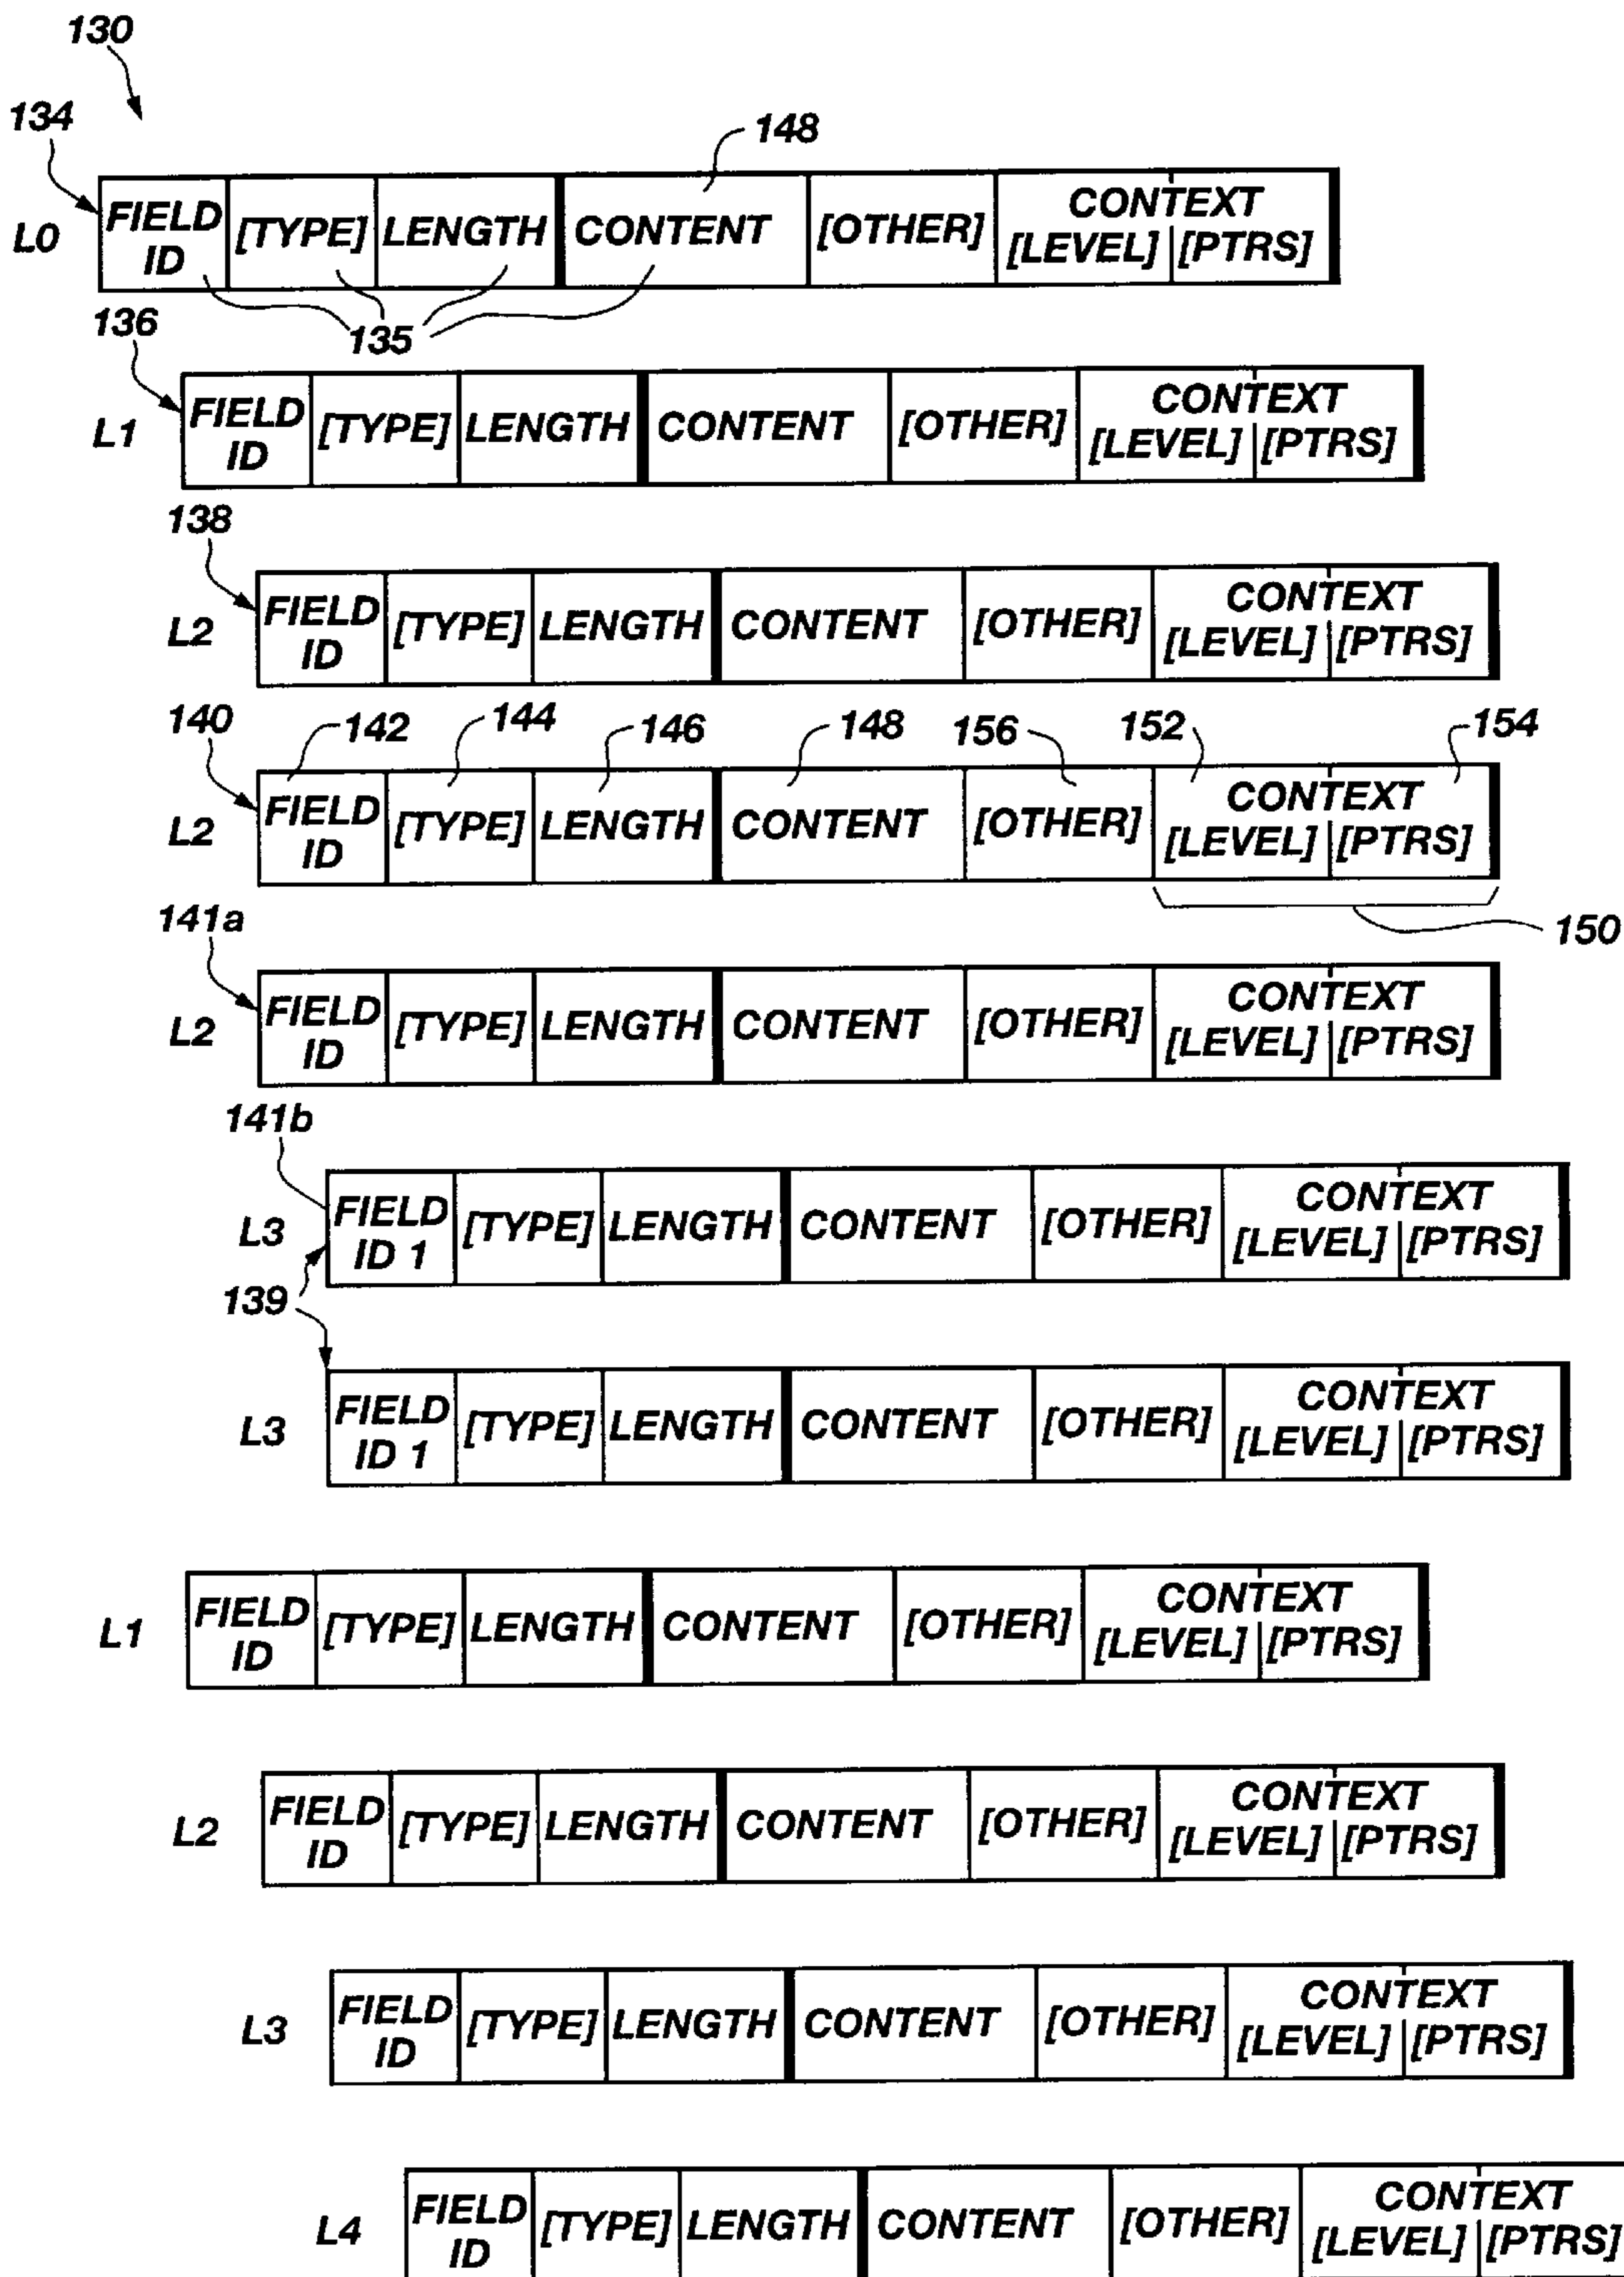 130
134
148
L0 FIELD ID [TYPE] LENGTH CONTENT [OTHER] CONTEXT [LEVEL] [PTRS]
135
136
L1 FIELD ID [TYPE] LENGTH CONTENT [OTHER] CONTEXT [LEVEL] [PTRS]
138
L2 FIELD ID [TYPE] LENGTH CONTENT [OTHER] CONTEXT [LEVEL] [PTRS]
140 142 144 146 148 156 152 154
L2 FIELD ID [TYPE] LENGTH CONTENT [OTHER] CONTEXT [LEVEL] [PTRS]
150
141a
L2 FIELD ID [TYPE] LENGTH CONTENT [OTHER] CONTEXT [LEVEL] [PTRS]
141b
L3 FIELD ID 1 [TYPE] LENGTH CONTENT [OTHER] CONTEXT [LEVEL] [PTRS]
139
L3 FIELD ID 1 [TYPE] LENGTH CONTENT [OTHER] CONTEXT [LEVEL] [PTRS]
L1 FIELD ID [TYPE] LENGTH CONTENT [OTHER] CONTEXT [LEVEL] [PTRS]
L2 FIELD ID [TYPE] LENGTH CONTENT [OTHER] CONTEXT [LEVEL] [PTRS]
L3 FIELD ID [TYPE] LENGTH CONTENT [OTHER] CONTEXT [LEVEL] [PTRS]
L4 FIELD ID [TYPE] LENGTH CONTENT [OTHER] CONTEXT [LEVEL] [PTRS]